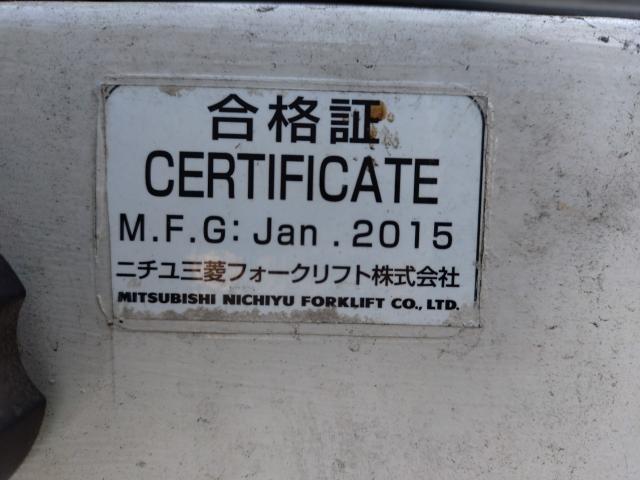 合格証
CERTIFICATE
M.F.G: Jan . 2015
ニチユ三菱フォークリフト株式会社
MITSUBISHI NICHIYU FORKLIFT CO., LTD.